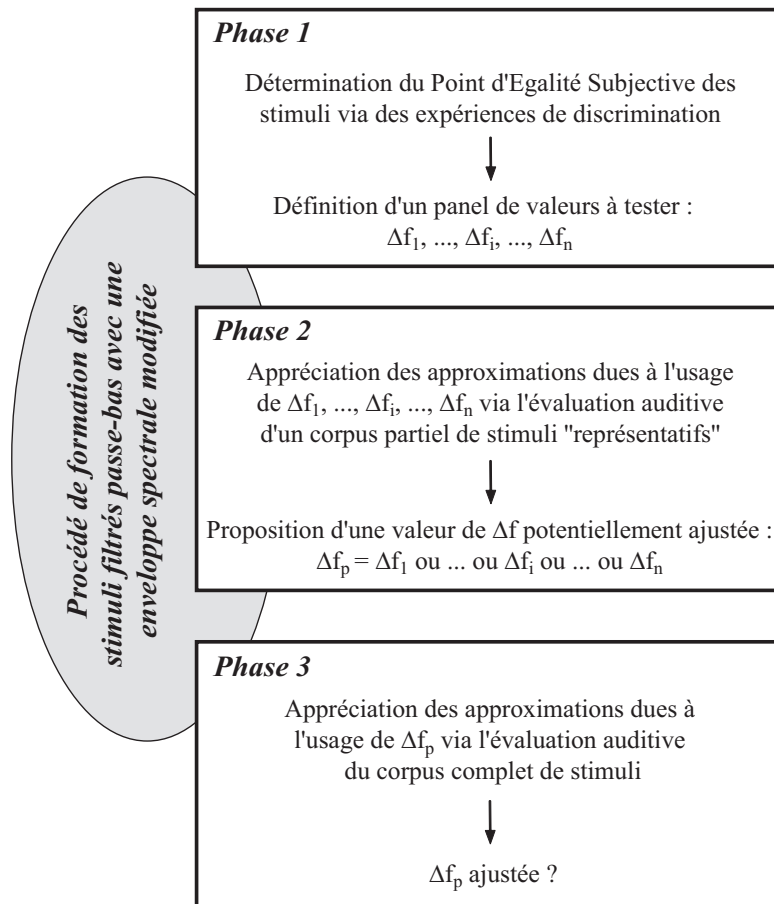 Phase 1
Détermination du Point d'Egalité Subjective des
stimuli via des expériences de discrimination
Définition d'un panel de valeurs à tester :
Δf₁, ..., Δfᵢ, ..., Δfₙ
Procédé de formation des
stimuli filtrés passe-bas avec une
enveloppe spectrale modifiée
Phase 2
Appréciation des approximations dues à l'usage
de Δf₁, ..., Δfᵢ, ..., Δfₙ via l'évaluation auditive
d'un corpus partiel de stimuli "représentatifs"
Proposition d'une valeur de Δf potentiellement ajustée :
Δfₚ = Δf₁ ou ... ou Δfᵢ ou ... ou Δfₙ
Phase 3
Appréciation des approximations dues à
l'usage de Δfₚ via l'évaluation auditive
du corpus complet de stimuli
Δfₚ ajustée ?